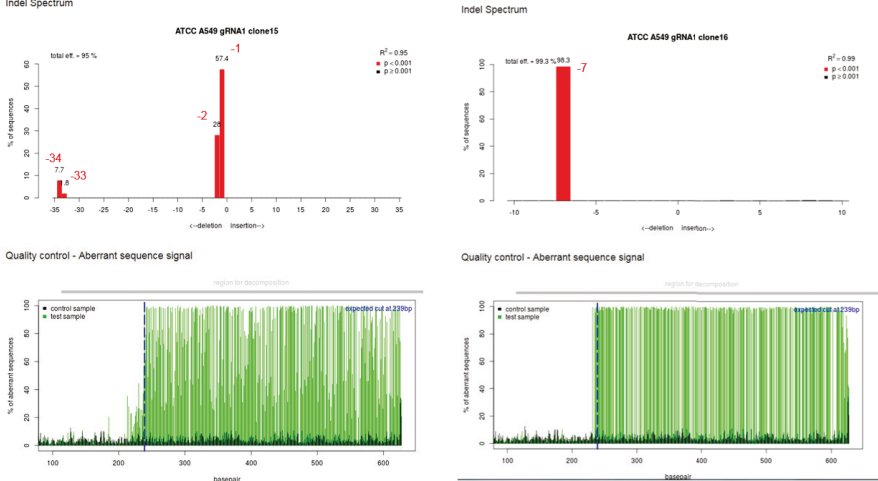 Indel Spectrum
ATCC A549 gRNA1 clone15
total eff. = 95 %
R² = 0.95
p < 0.001
p ≥ 0.001
-1
57.4
-2
28
-34
7.7
-33
1.8
% of sequences
0 10 20 30 40 50 60
-35 -30 -25 -20 -15 -10 -5 0 5 10 15 20 25 30 35
<--deletion insertion-->
Indel Spectrum
ATCC A549 gRNA1 clone16
total eff. = 99.3 %
98.3
-7
R² = 0.99
p < 0.001
p ≥ 0.001
% of sequences
0 20 40 60 80 100
-10 -5 0 5 10
<--deletion insertion-->
Quality control - Aberrant sequence signal
region for decomposition
control sample
test sample
expected cut at 239bp
% of aberrant sequences
0 20 40 60 80 100
100 200 300 400 500 600
basepair
Quality control - Aberrant sequence signal
region for decomposition
control sample
test sample
expected cut at 239bp
% of aberrant sequences
0 20 40 60 80 100
100 200 300 400 500 600
basepair